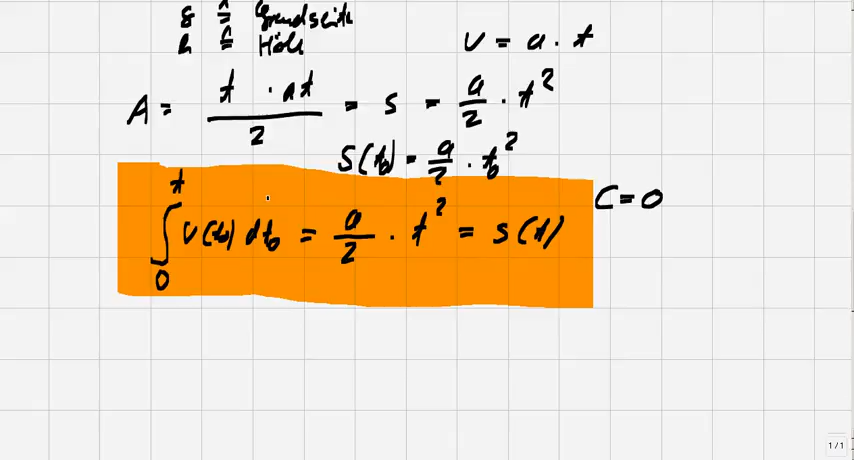 g ≙ Grundseite
h ≙ Höhe
v = a · t
A = t · at / 2 = s = a/2 · t²
s(t₀) = a/2 · t₀²
∫₀ᵗ v(t₀) dt₀ = a/2 · t² = s(t)
C = 0
1/1